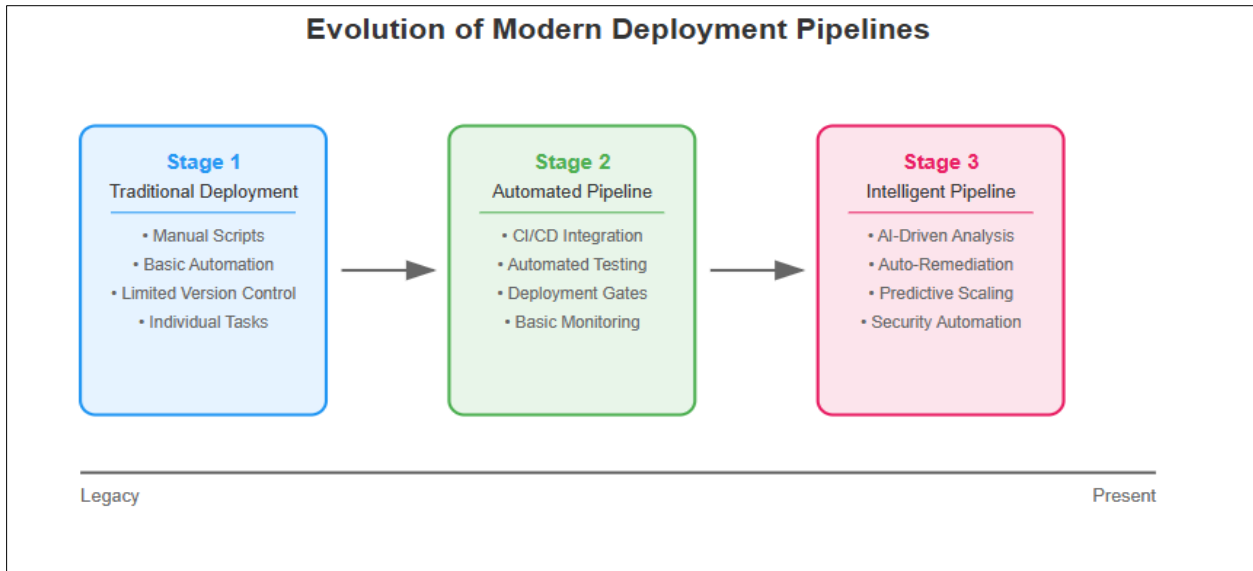 Evolution of Modern Deployment Pipelines
Stage 1
Traditional Deployment
• Manual Scripts
• Basic Automation
• Limited Version Control
• Individual Tasks
Stage 2
Automated Pipeline
• CI/CD Integration
• Automated Testing
• Deployment Gates
• Basic Monitoring
Stage 3
Intelligent Pipeline
• AI-Driven Analysis
• Auto-Remediation
• Predictive Scaling
• Security Automation
Legacy
Present